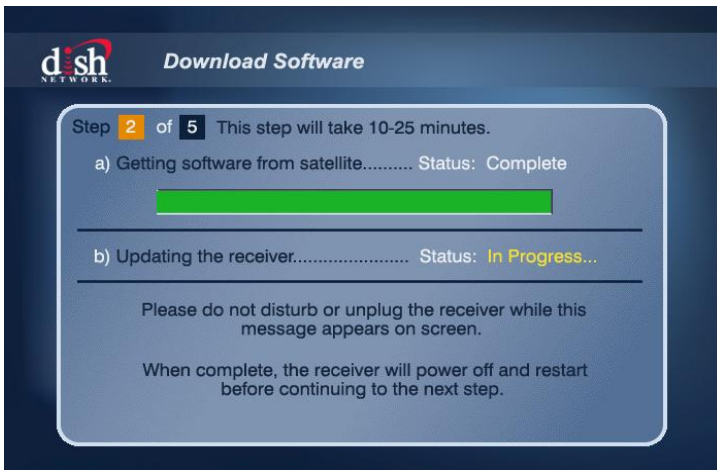 dish
NETWORK.
Download Software
Step 2 of 5 This step will take 10-25 minutes.
a) Getting software from satellite.......... Status: Complete
b) Updating the receiver....................... Status: In Progress...
Please do not disturb or unplug the receiver while this
message appears on screen.
When complete, the receiver will power off and restart
before continuing to the next step.